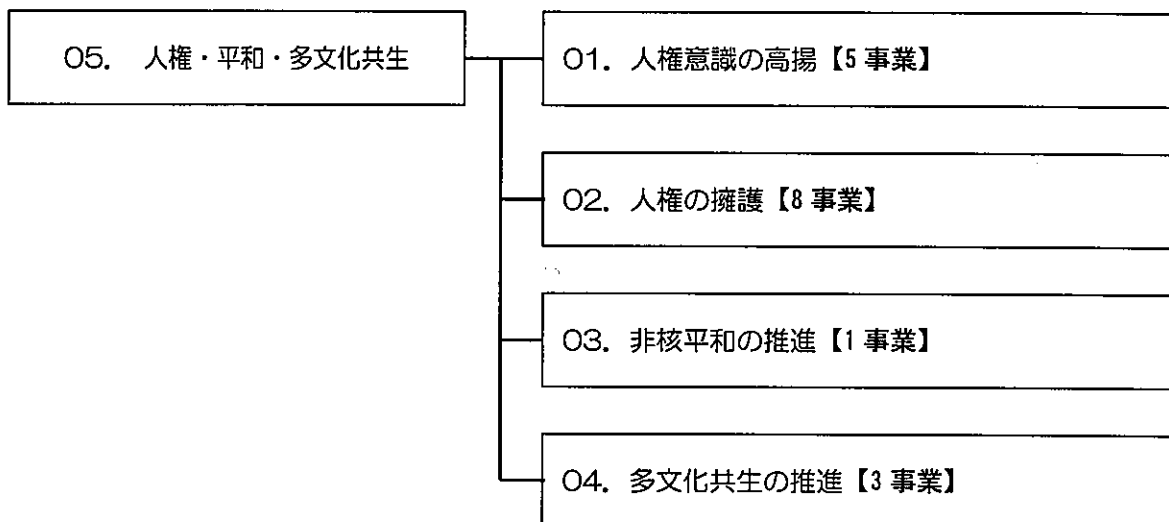 05. 人権・平和・多文化共生
01. 人権意識の高揚【5 事業】
02. 人権の擁護【8 事業】
03. 非核平和の推進【1 事業】
04. 多文化共生の推進【3 事業】